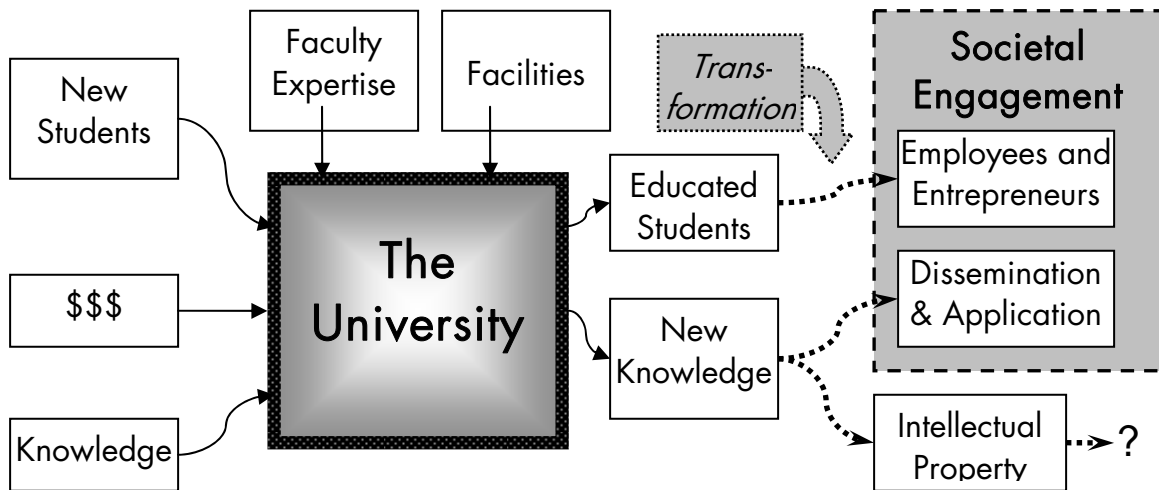 New
Students
$$$
Knowledge
Faculty
Expertise
Facilities
The
University
Educated
Students
New
Knowledge
Trans-
formation
Societal
Engagement
Employees and
Entrepreneurs
Dissemination
& Application
Intellectual
Property
?